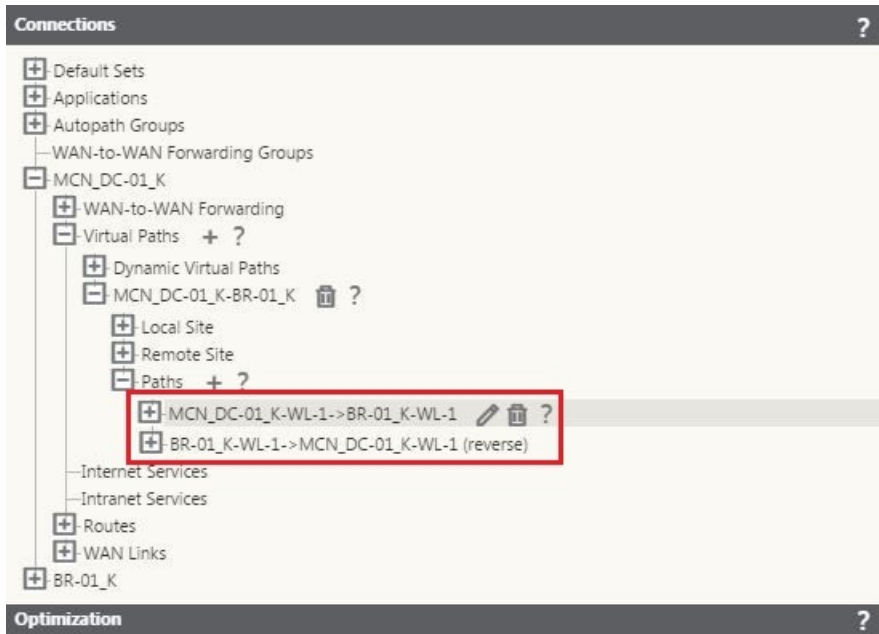 Connections ?
Default Sets
Applications
Autopath Groups
WAN-to-WAN Forwarding Groups
MCN_DC-01_K
WAN-to-WAN Forwarding
Virtual Paths + ?
Dynamic Virtual Paths
MCN_DC-01_K-BR-01_K ?
Local Site
Remote Site
Paths + ?
MCN_DC-01_K-WL-1->BR-01_K-WL-1 ?
BR-01_K-WL-1->MCN_DC-01_K-WL-1 (reverse)
Internet Services
Intranet Services
Routes
WAN Links
BR-01_K
Optimization ?